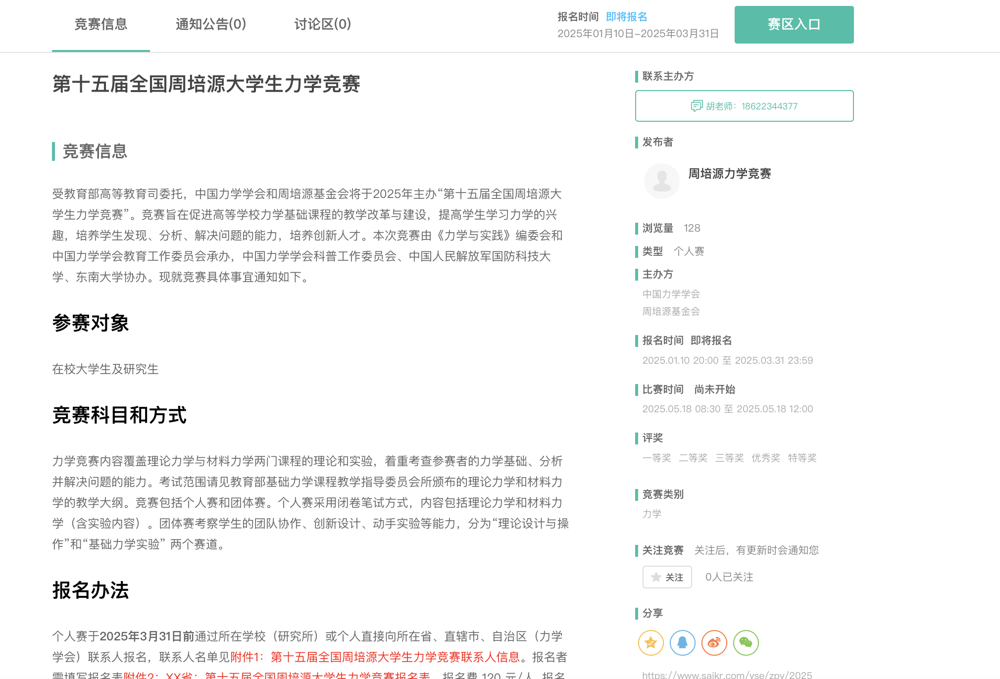 竞赛信息
通知公告(0)
讨论区(0)
报名时间 即将报名
2025年01月10日-2025年03月31日
赛区入口
第十五届全国周培源大学生力学竞赛
竞赛信息
受教育部高等教育司委托，中国力学学会和周培源基金会将于2025年主办“第十五届全国周培源大
学生力学竞赛”。竞赛旨在促进高等学校力学基础课程的教学改革与建设，提高学生学习力学的兴
趣，培养学生发现、分析、解决问题的能力，培养创新人才。本次竞赛由《力学与实践》编委会和
中国力学学会教育工作委员会承办，中国力学学会科普工作委员会、中国人民解放军国防科技大
学、东南大学协办。现就竞赛具体事宜通知如下。
参赛对象
在校大学生及研究生
竞赛科目和方式
力学竞赛内容覆盖理论力学与材料力学两门课程的理论和实验，着重考查参赛者的力学基础、分析
并解决问题的能力。考试范围请见教育部基础力学课程教学指导委员会所颁布的理论力学和材料力
学的教学大纲。竞赛包括个人赛和团体赛。个人赛采用闭卷笔试方式，内容包括理论力学和材料力
学（含实验内容）。团体赛考察学生的团队协作、创新设计、动手实验等能力，分为“理论设计与操
作”和“基础力学实验” 两个赛道。
报名办法
个人赛于2025年3月31日前通过所在学校（研究所）或个人直接向所在省、直辖市、自治区（力学
学会）联系人报名，联系人名单见附件1：第十五届全国周培源大学生力学竞赛联系人信息。报名者
需填写报名表附件2：XX省：第十五届全国周培源大学生力学竞赛报名表，报名费 120 元/人，报名
联系主办方
胡老师：18622344377
发布者
周培源力学竞赛
浏览量 128
类型 个人赛
主办方
中国力学学会
周培源基金会
报名时间 即将报名
2025.01.10 20:00 至 2025.03.31 23:59
比赛时间 尚未开始
2025.05.18 08:30 至 2025.05.18 12:00
评奖
一等奖 二等奖 三等奖 优秀奖 特等奖
竞赛类别
力学
关注竞赛 关注后，有更新时会通知您
关注 0人已关注
分享
https://www.saikr.com/vse/zpy/2025